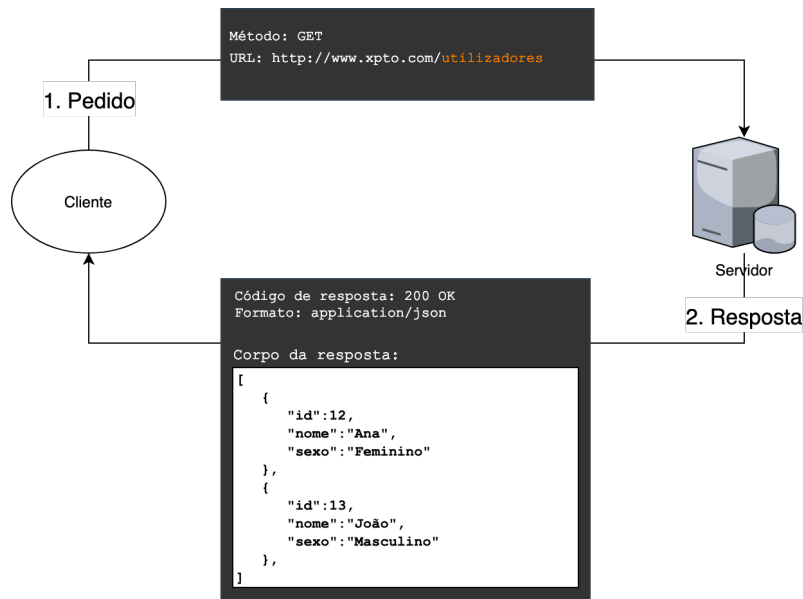 Método: GET
URL: http://www.xpto.com/utilizadores
1. Pedido
Cliente
Servidor
2. Resposta
Código de resposta: 200 OK
Formato: application/json
Corpo da resposta:
[
{
"id":12,
"nome":"Ana",
"sexo":"Feminino"
},
{
"id":13,
"nome":"João",
"sexo":"Masculino"
},
]